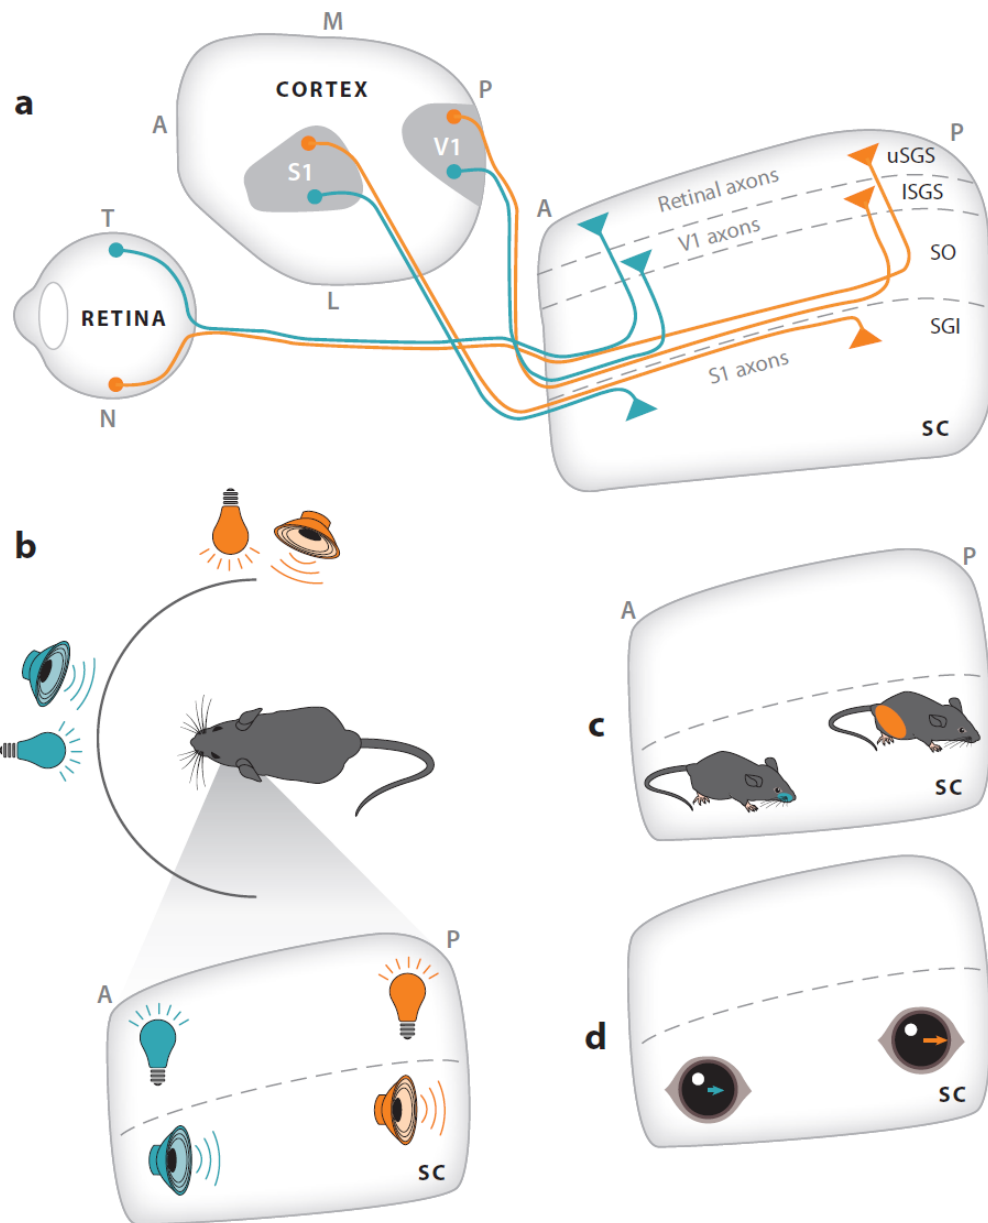 a
M
CORTEX
P
A
S1
V1
T
RETINA
N
L
A
P
uSGS
lSGS
SO
SGI
Retinal axons
V1 axons
S1 axons
SC
b
A
P
SC
c
A
P
SC
d
SC